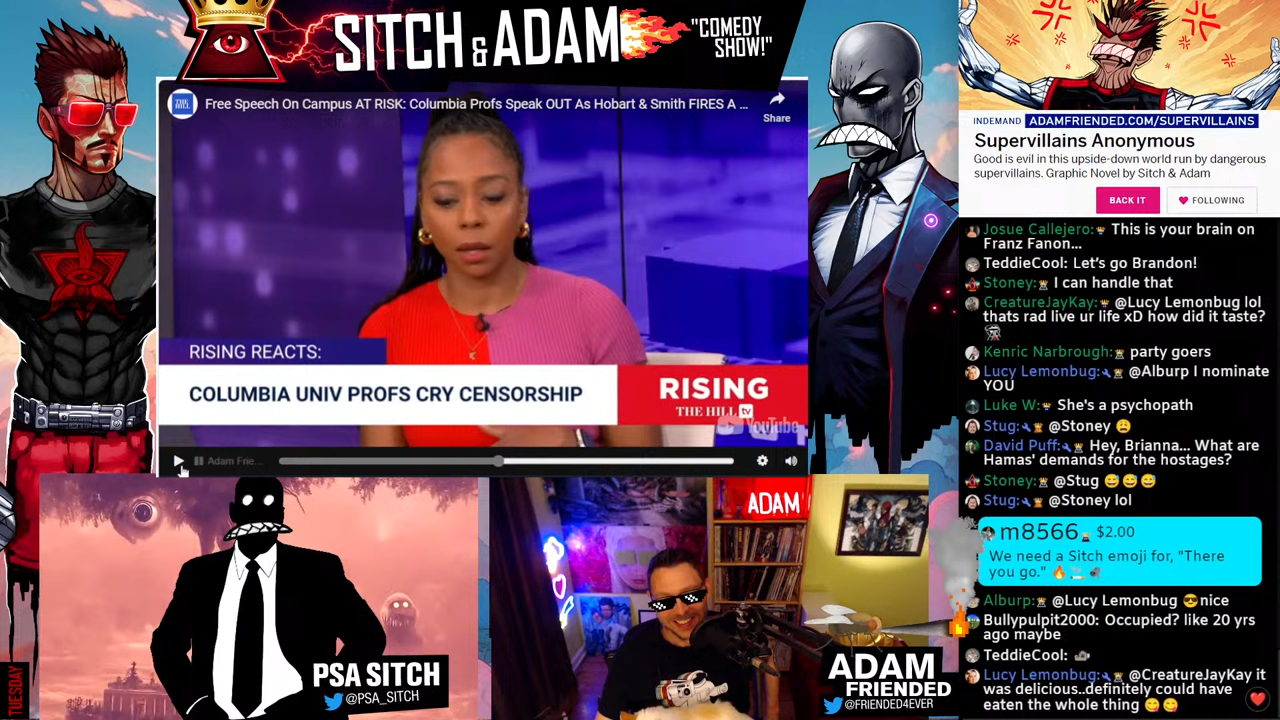 SITCH & ADAM
"COMEDY
SHOW!"
THE HILL
Free Speech On Campus AT RISK: Columbia Profs Speak OUT As Hobart & Smith FIRES A ...
Share
RISING REACTS:
COLUMBIA UNIV PROFS CRY CENSORSHIP
RISING
THE HILL tv
YouTube
Adam Frie...
ADAM
PSA SITCH
@PSA_SITCH
ADAM
FRIENDED
@FRIENDED4EVER
TUESDAY
INDEMAND ADAMFRIENDED.COM/SUPERVILLAINS
Supervillains Anonymous
Good is evil in this upside-down world run by dangerous
supervillains. Graphic Novel by Sitch & Adam
BACK IT
FOLLOWING
Josue Callejero: This is your brain on
Franz Fanon...
TeddieCool: Let's go Brandon!
Stoney: I can handle that
CreatureJayKay: @Lucy Lemonbug lol
thats rad live ur life xD how did it taste?
Kenric Narbrough: party goers
Lucy Lemonbug: @Alburp I nominate
YOU
Luke W: She's a psychopath
Stug: @Stoney 😩
David Puff: Hey, Brianna... What are
Hamas' demands for the hostages?
Stoney: @Stug 😅😅😅
Stug: @Stoney lol
m8566 $2.00
We need a Sitch emoji for, "There
you go." 🔥🚬
Alburp: @Lucy Lemonbug 😎nice
Bullypulpit2000: Occupied? like 20 yrs
ago maybe
TeddieCool:
Lucy Lemonbug: @CreatureJayKay it
was delicious..definitely could have
eaten the whole thing 😋😋